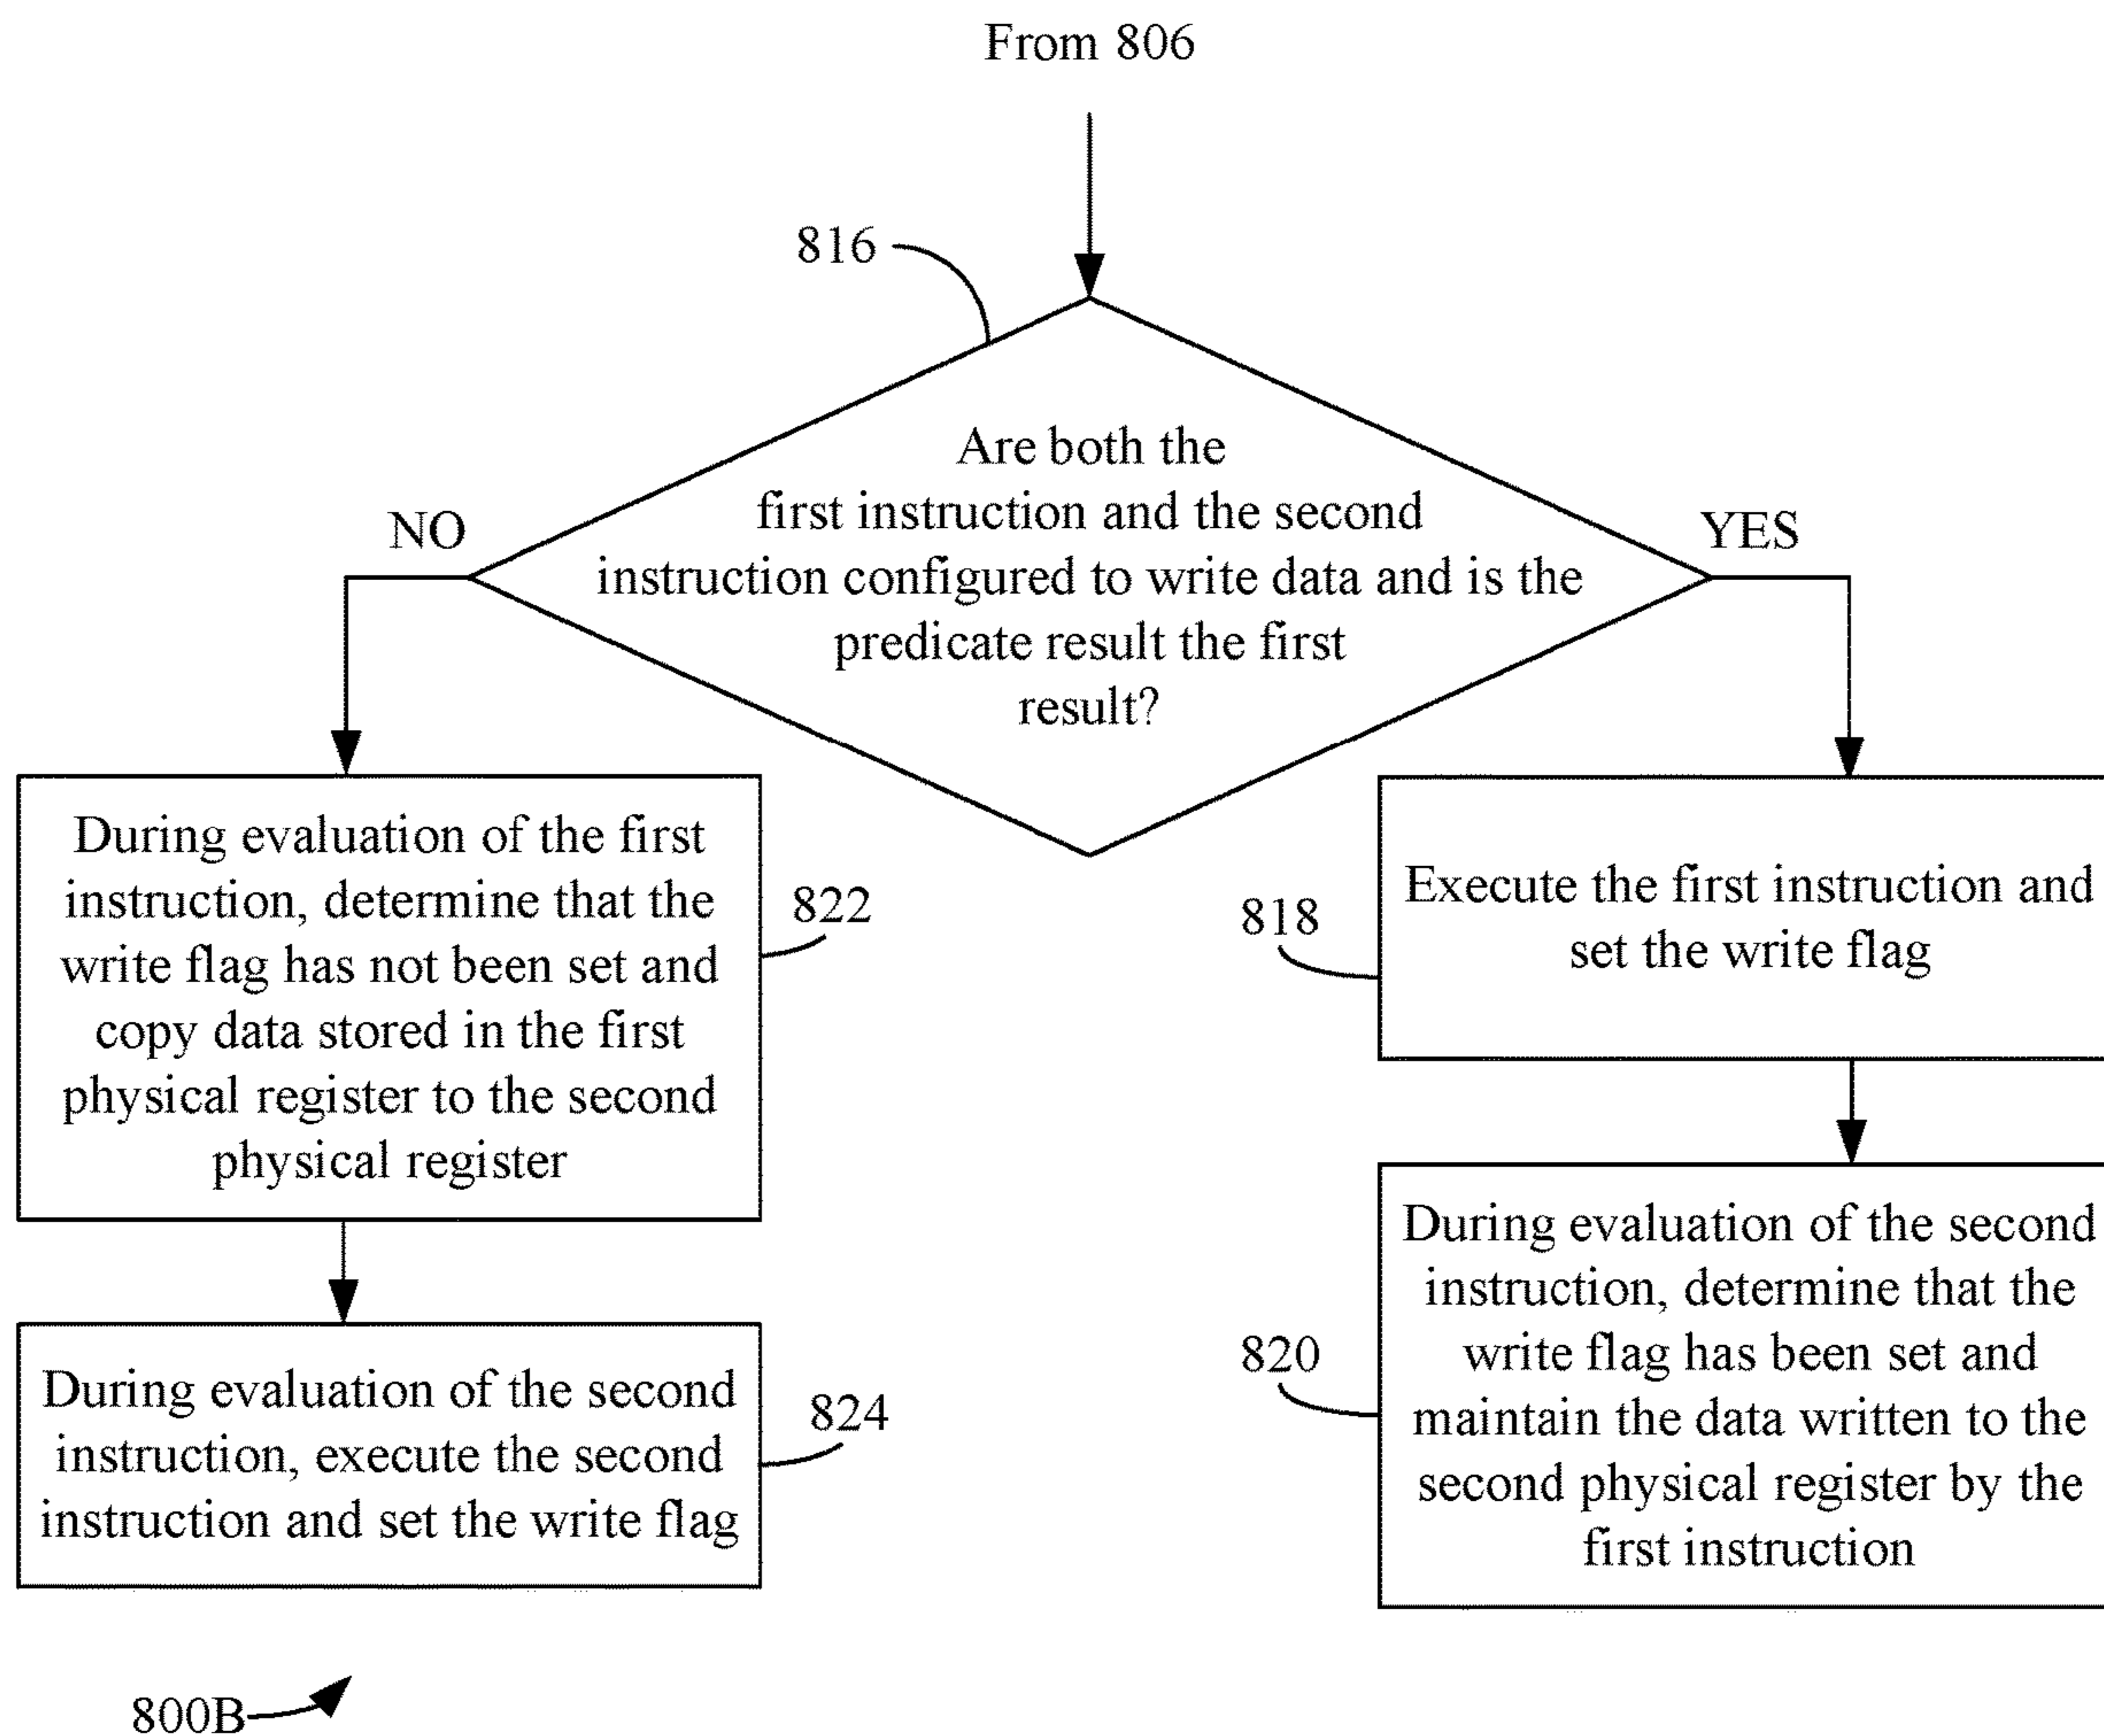 From 806
816
Are both the
first instruction and the second
instruction configured to write data and is the
predicate result the first
result?
NO
YES
During evaluation of the first
instruction, determine that the
write flag has not been set and
copy data stored in the first
physical register to the second
physical register
822
During evaluation of the second
instruction, execute the second
instruction and set the write flag
824
818
Execute the first instruction and
set the write flag
820
During evaluation of the second
instruction, determine that the
write flag has been set and
maintain the data written to the
second physical register by the
first instruction
800B